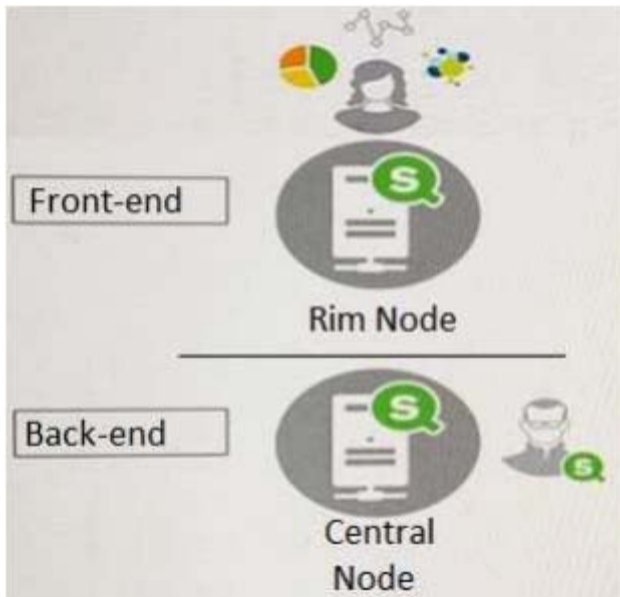 S
Front-end
Rim Node
S
Back-end
S
Central
Node